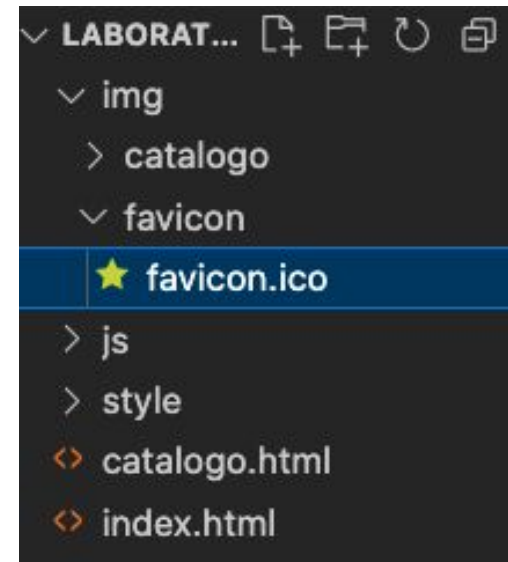 LABORAT...
img
catalogo
favicon
favicon.ico
js
style
catalogo.html
index.html